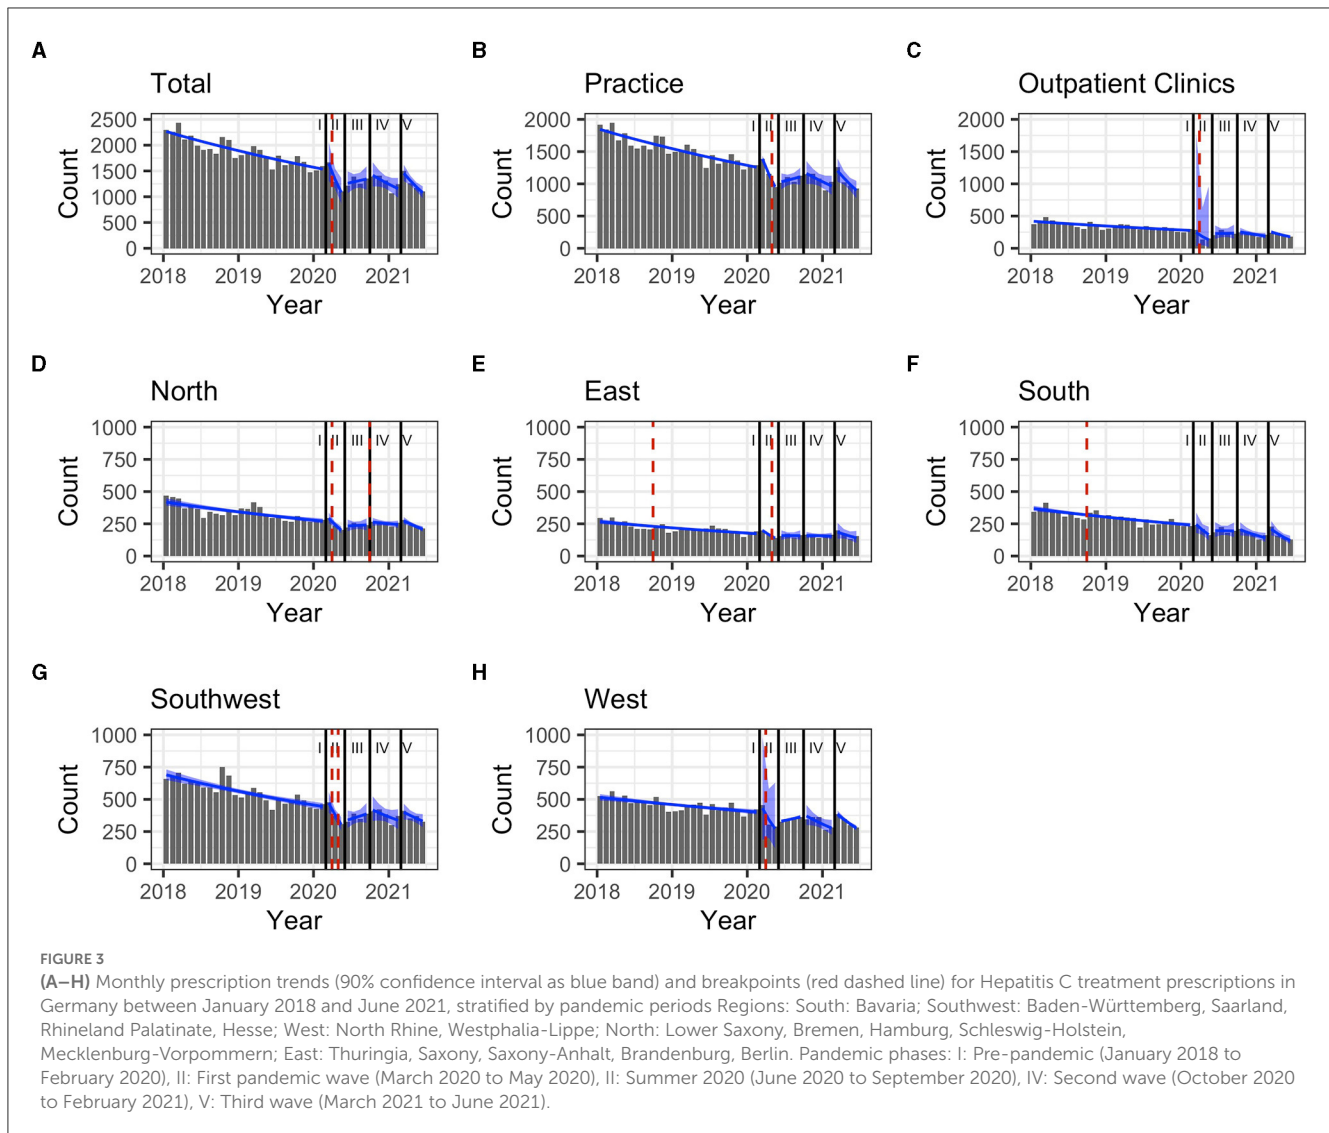 A
Total
2500
2000
1500
1000
500
0
Count
I II III IV V
2018 2019 2020 2021
Year
B
Practice
2000
1500
1000
500
0
Count
I II III IV V
2018 2019 2020 2021
Year
C
Outpatient Clinics
2000
1500
1000
500
0
Count
I II III IV V
2018 2019 2020 2021
Year
D
North
1000
750
500
250
0
Count
I II III IV V
2018 2019 2020 2021
Year
E
East
1000
750
500
250
0
Count
I II III IV V
2018 2019 2020 2021
Year
F
South
1000
750
500
250
0
Count
I II III IV V
2018 2019 2020 2021
Year
G
Southwest
1000
750
500
250
0
Count
I II III IV V
2018 2019 2020 2021
Year
H
West
1000
750
500
250
0
Count
I II III IV V
2018 2019 2020 2021
Year
FIGURE 3
(A–H) Monthly prescription trends (90% confidence interval as blue band) and breakpoints (red dashed line) for Hepatitis C treatment prescriptions in
Germany between January 2018 and June 2021, stratified by pandemic periods Regions: South: Bavaria; Southwest: Baden-Württemberg, Saarland,
Rhineland Palatinate, Hesse; West: North Rhine, Westphalia-Lippe; North: Lower Saxony, Bremen, Hamburg, Schleswig-Holstein,
Mecklenburg-Vorpommern; East: Thuringia, Saxony, Saxony-Anhalt, Brandenburg, Berlin. Pandemic phases: I: Pre-pandemic (January 2018 to
February 2020), II: First pandemic wave (March 2020 to May 2020), II: Summer 2020 (June 2020 to September 2020), IV: Second wave (October 2020
to February 2021), V: Third wave (March 2021 to June 2021).